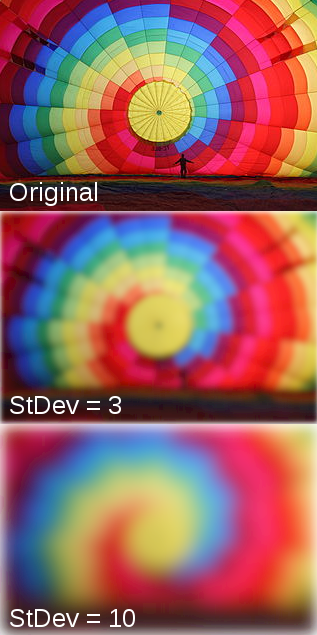 Original
StDev = 3
StDev = 10